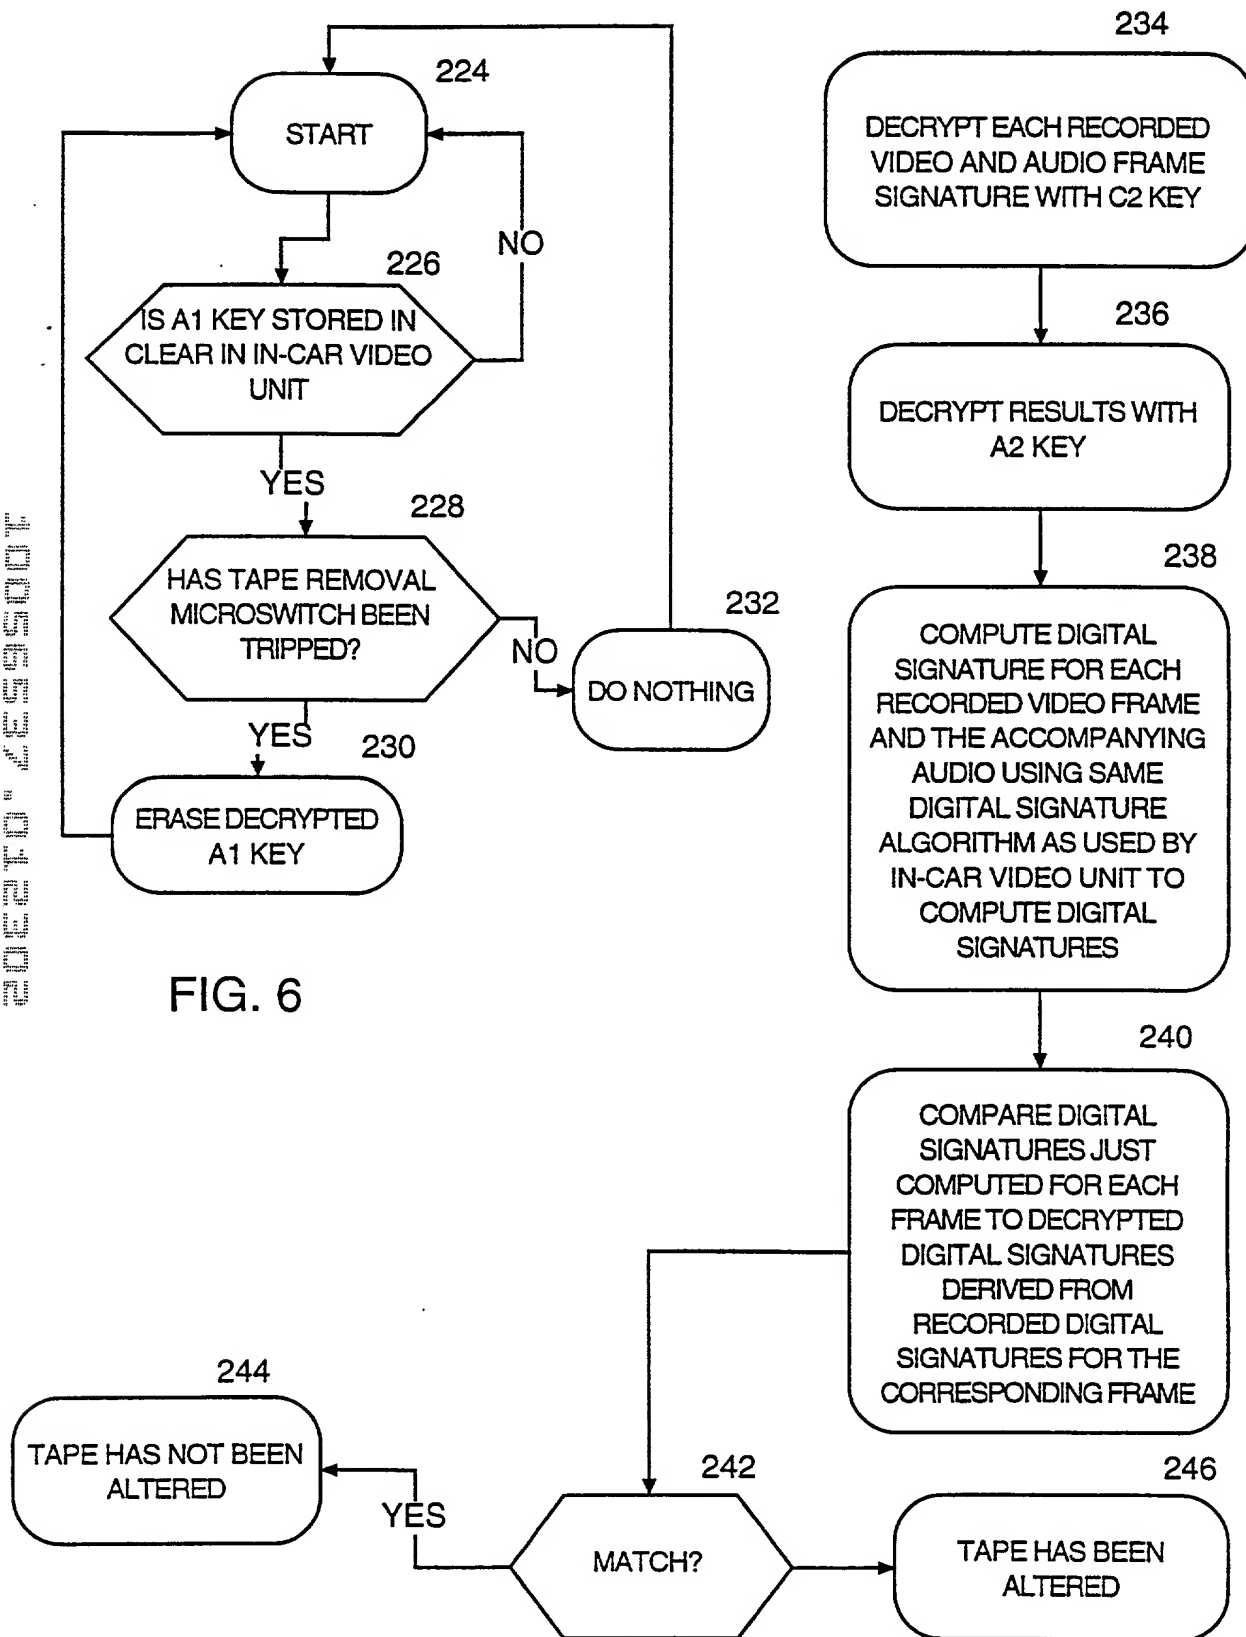 224
START
NO
226
IS A1 KEY STORED IN
CLEAR IN IN-CAR VIDEO
UNIT
YES
228
HAS TAPE REMOVAL
MICROSWITCH BEEN
TRIPPED?
NO
232
DO NOTHING
YES
230
ERASE DECRYPTED
A1 KEY
FIG. 6
234
DECRYPT EACH RECORDED
VIDEO AND AUDIO FRAME
SIGNATURE WITH C2 KEY
236
DECRYPT RESULTS WITH
A2 KEY
238
COMPUTE DIGITAL
SIGNATURE FOR EACH
RECORDED VIDEO FRAME
AND THE ACCOMPANYING
AUDIO USING SAME
DIGITAL SIGNATURE
ALGORITHM AS USED BY
IN-CAR VIDEO UNIT TO
COMPUTE DIGITAL
SIGNATURES
240
COMPARE DIGITAL
SIGNATURES JUST
COMPUTED FOR EACH
FRAME TO DECRYPTED
DIGITAL SIGNATURES
DERIVED FROM
RECORDED DIGITAL
SIGNATURES FOR THE
CORRESPONDING FRAME
244
TAPE HAS NOT BEEN
ALTERED
YES
242
MATCH?
246
TAPE HAS BEEN
ALTERED